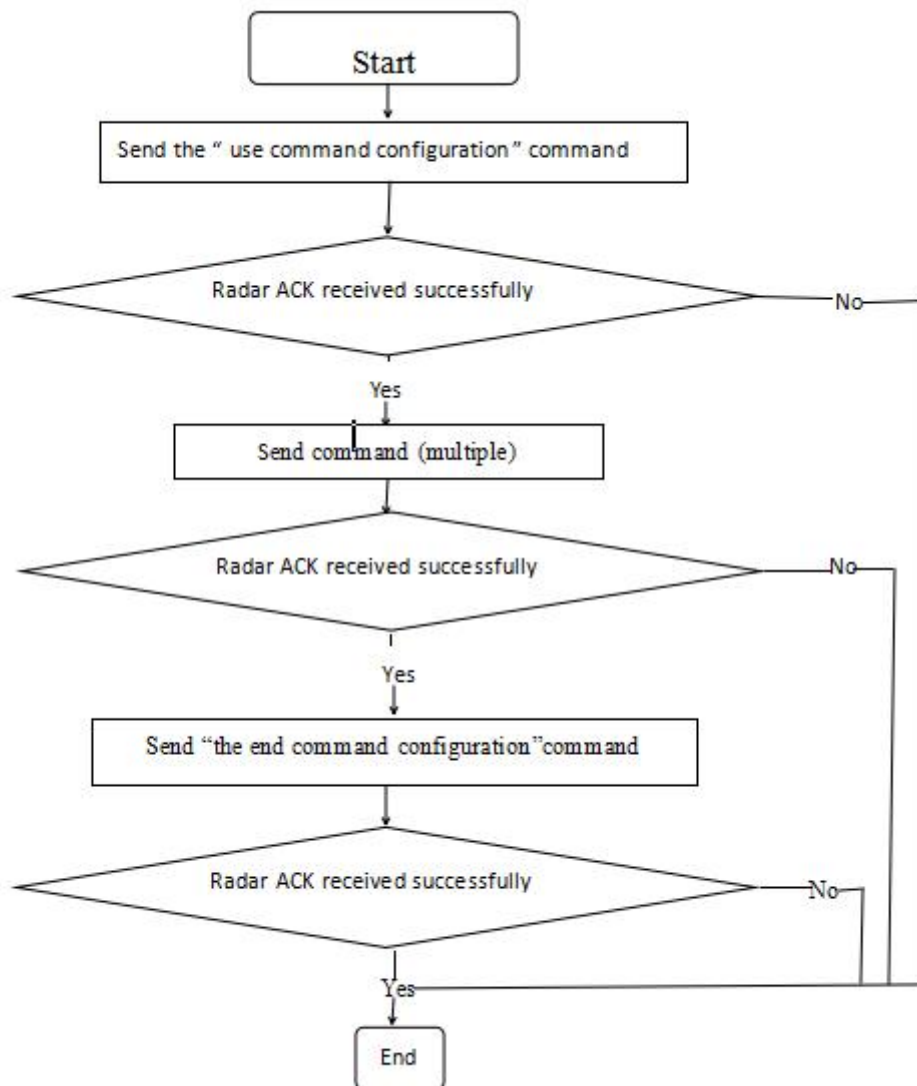 Start
Send the “ use command configuration” command
Radar ACK received successfully
No
Yes
Send command (multiple)
Radar ACK received successfully
No
Yes
Send “the end command configuration”command
Radar ACK received successfully
No
Yes
End